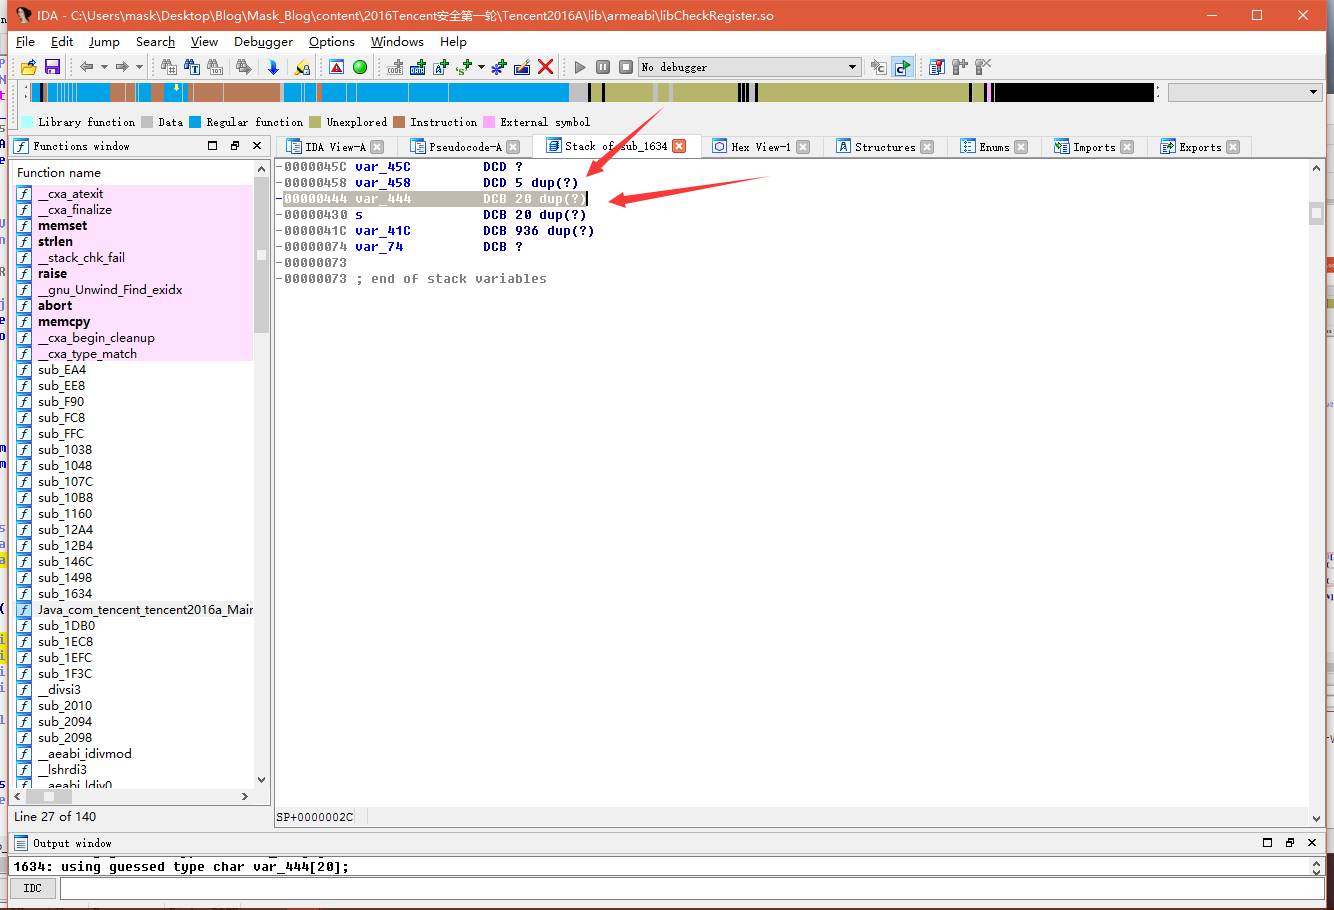 IDA - C:\Users\mask\Desktop\Blog\Mask_Blog\content\2016Tencent安全第一轮\Tencent2016A\lib\armeabi\libCheckRegister.so
File Edit Jump Search View Debugger Options Windows Help
No debugger
Library function Data Regular function Unexplored Instruction External symbol
Functions window
IDA View-A Pseudocode-A Stack of sub_1634 Hex View-1 Structures Enums Imports Exports
Function name
__cxa_atexit
__cxa_finalize
memset
strlen
__stack_chk_fail
raise
__gnu_Unwind_Find_exidx
abort
memcpy
__cxa_begin_cleanup
__cxa_type_match
sub_EA4
sub_EE8
sub_F90
sub_FC8
sub_FFC
sub_1038
sub_1048
sub_107C
sub_10B8
sub_1160
sub_12A4
sub_12B4
sub_146C
sub_1498
sub_1634
Java_com_tencent_tencent2016a_Mair
sub_1DB0
sub_1EC8
sub_1EFC
sub_1F3C
__divsi3
sub_2010
sub_2094
sub_2098
__aeabi_idivmod
__lshrdi3
__aeabi_ldiv0
Line 27 of 140
-0000045C var_45C DCD ?
-00000458 var_458 DCD 5 dup(?)
-00000444 var_444 DCB 20 dup(?)
-00000430 s DCB 20 dup(?)
-0000041C var_41C DCB 936 dup(?)
-00000074 var_74 DCB ?
-00000073
-00000073 ; end of stack variables
SP+0000002C
Output window
1634: using guessed type char var_444[20];
IDC